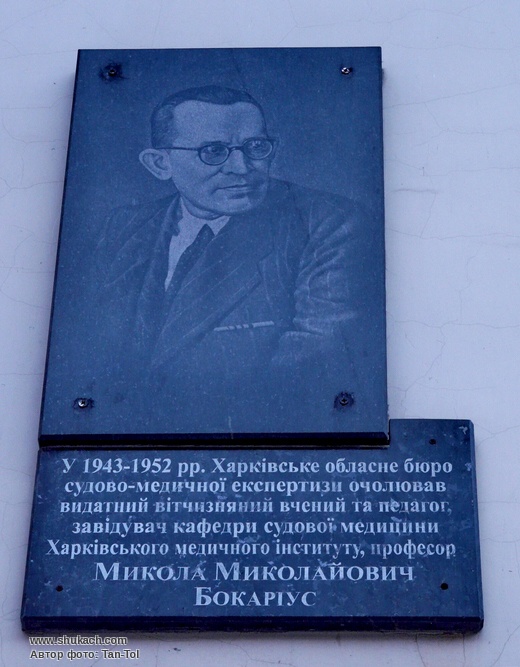 У 1943-1952 рр. Харківське обласне бюро
судово-медичної експертизи очолював
видатний вітчизняний вчений та педагог,
завідувач кафедри судової медицини
Харківського медичного інституту, професор
Микола Миколайович
Бокаріус
www.shukach.com
Автор фото: Tan-Tol